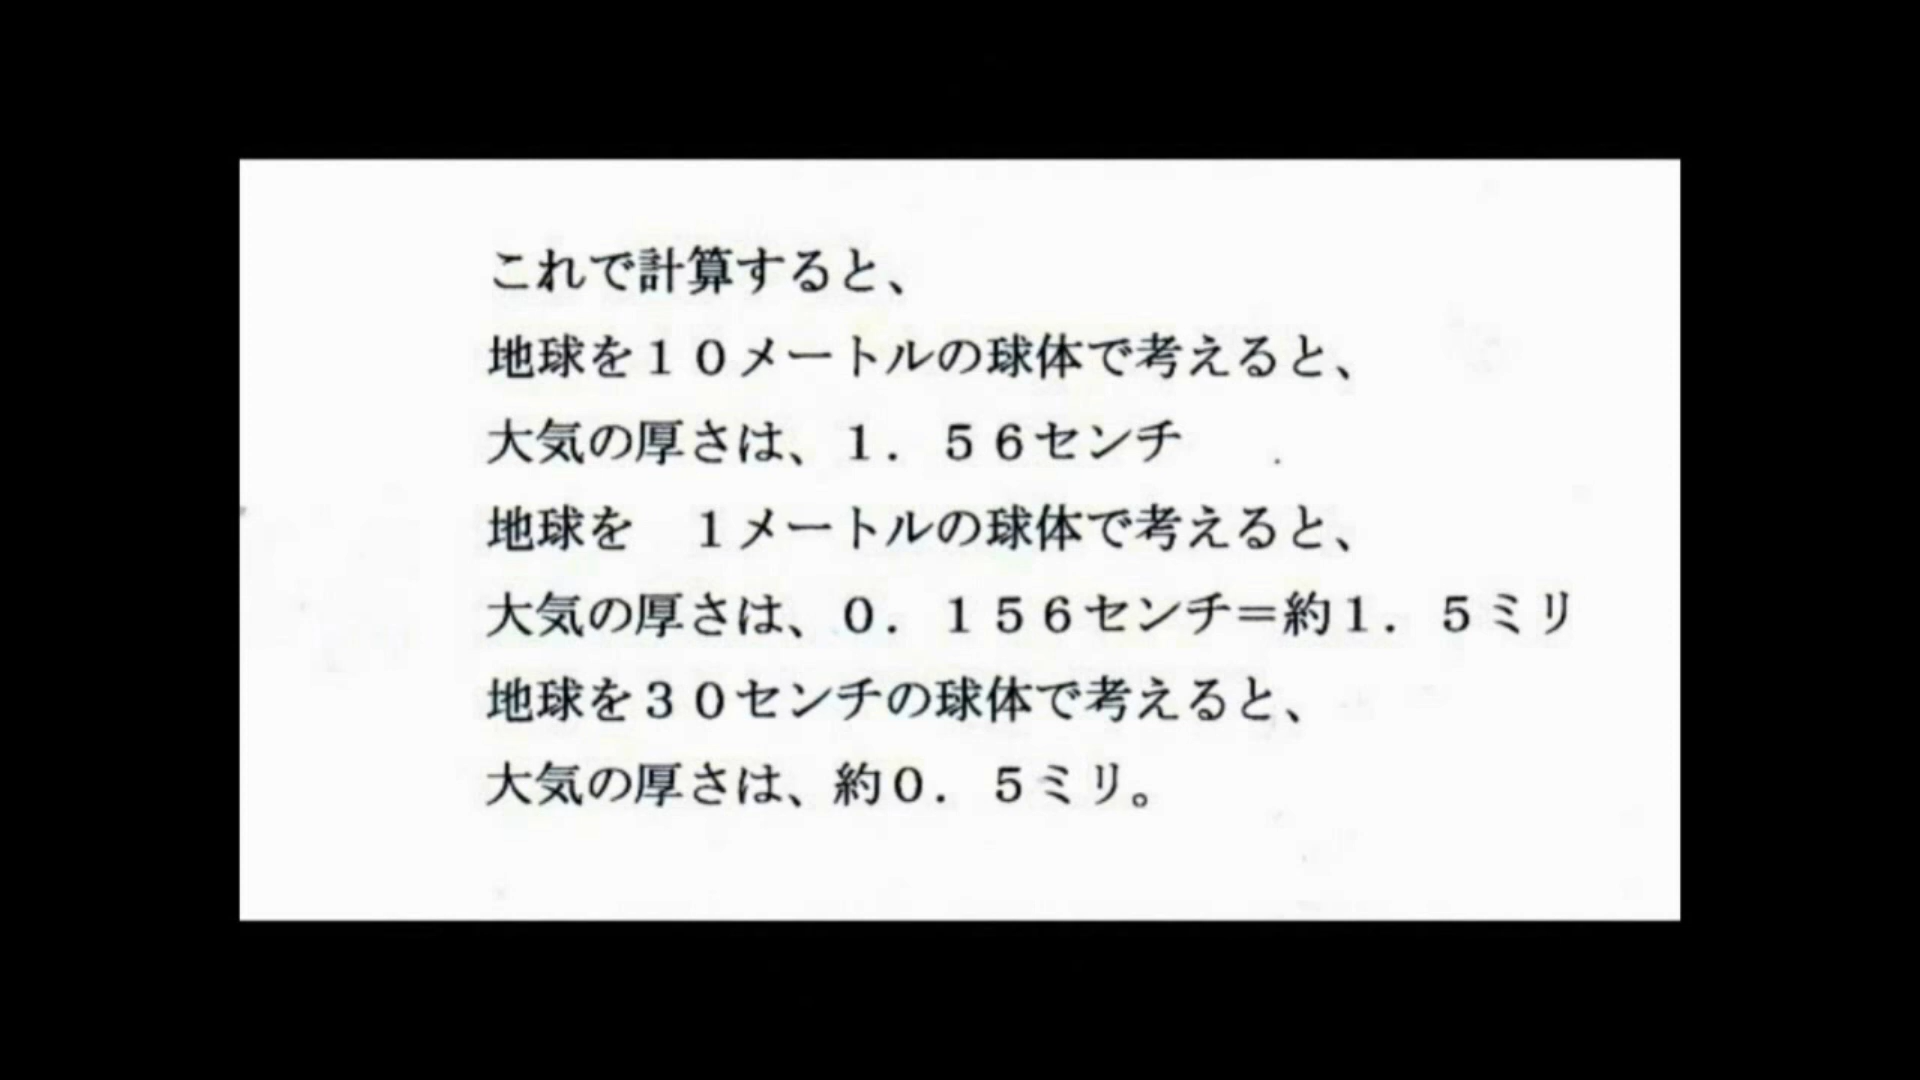 これで計算すると、
地球を１０メートルの球体で考えると、
大気の厚さは、１．５６センチ
地球を　１メートルの球体で考えると、
大気の厚さは、０．１５６センチ＝約１．５ミリ
地球を３０センチの球体で考えると、
大気の厚さは、約０．５ミリ。